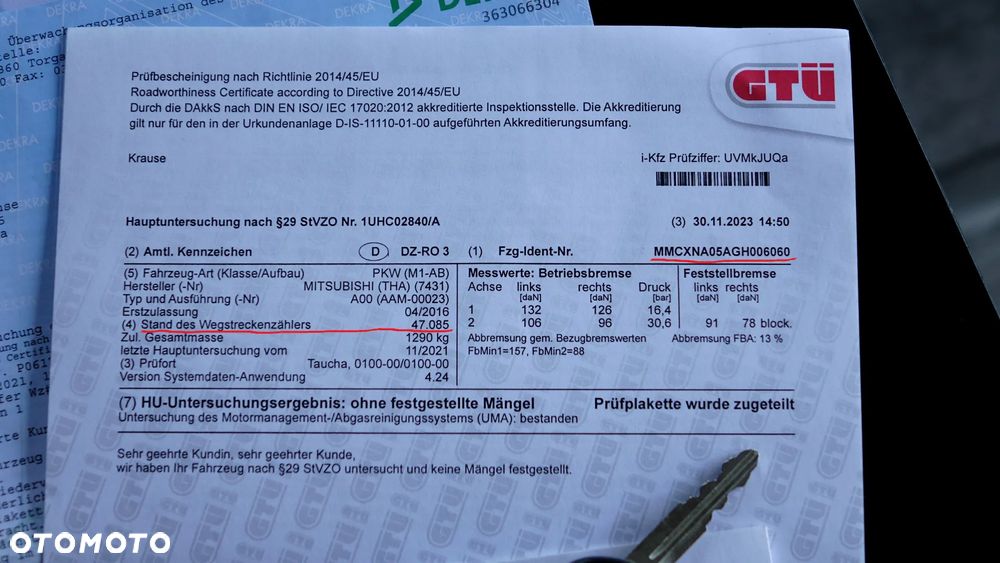 Überwachungsorganisation des
DEKRA
DEKRA
363066304
GTÜ
Prüfbescheinigung nach Richtlinie 2014/45/EU
Roadworthiness Certificate according to Directive 2014/45/EU
Durch die DAkkS nach DIN EN ISO/ IEC 17020:2012 akkreditierte Inspektionsstelle. Die Akkreditierung
gilt nur für den in der Urkundenanlage D-IS-11110-01-00 aufgeführten Akkreditierungsumfang.
Krause i-Kfz Prüfziffer: UVMkJUQa
Hauptuntersuchung nach §29 StVZO Nr. 1UHC02840/A (3) 30.11.2023 14:50
(2) Amtl. Kennzeichen D DZ-RO 3 (1) Fzg-Ident-Nr. MMCXNA05AGH006060
(5) Fahrzeug-Art (Klasse/Aufbau) PKW (M1-AB)
Hersteller (-Nr) MITSUBISHI (THA) (7431)
Typ und Ausführung (-Nr) A00 (AAM-00023)
Erstzulassung 04/2016
(4) Stand des Wegstreckenzählers 47.085
Zul. Gesamtmasse 1290 kg
letzte Hauptuntersuchung vom 11/2021
(3) Prüfort Taucha, 0100-00/0100-00
Version Systemdaten-Anwendung 4.24
Messwerte: Betriebsbremse Feststellbremse
Achse links rechts Druck links rechts
[daN] [daN] [bar] [daN] [daN]
1 132 126 16,4
2 106 96 30,6 91 78 block.
Abbremsung gem. Bezugbremswerten Abbremsung FBA: 13 %
FbMin1=157, FbMin2=88
(7) HU-Untersuchungsergebnis: ohne festgestellte Mängel Prüfplakette wurde zugeteilt
Untersuchung des Motormanagement-/Abgasreinigungssystems (UMA): bestanden
Sehr geehrte Kundin, sehr geehrter Kunde,
wir haben Ihr Fahrzeug nach §29 StVZO untersucht und keine Mängel festgestellt.
OTOMOTO